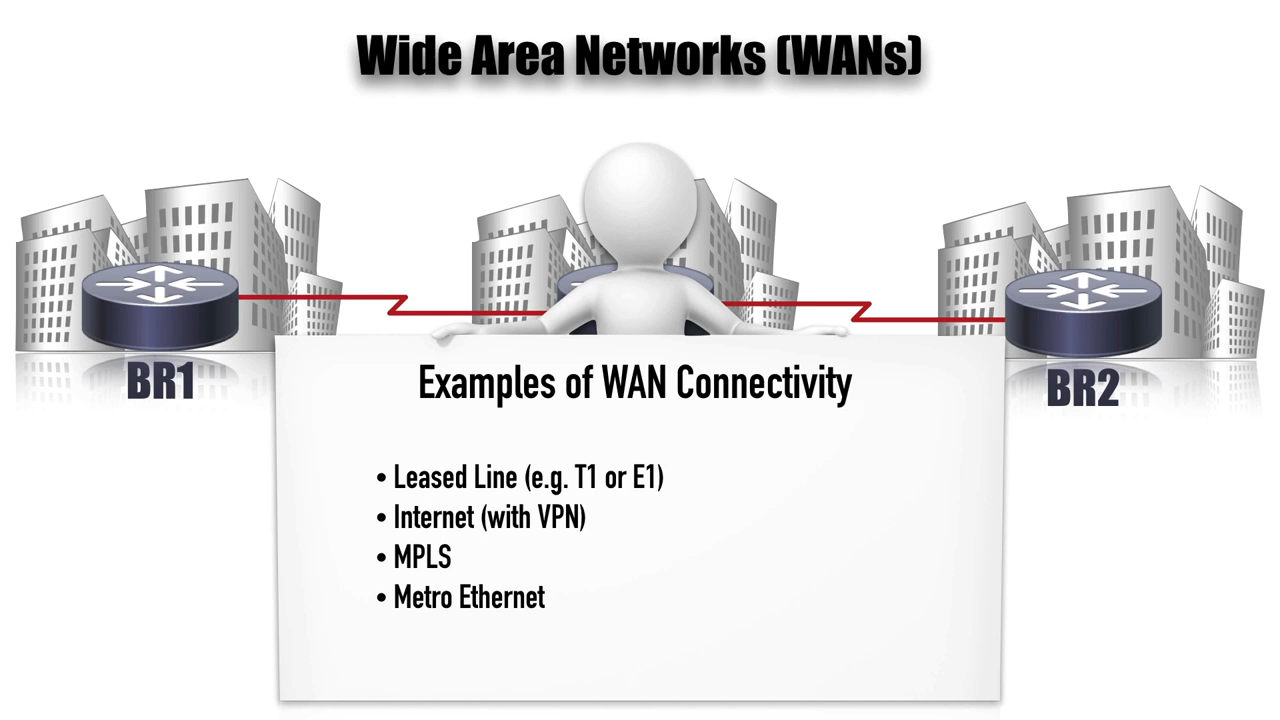 Wide Area Networks (WANs)
BR1
BR2
Examples of WAN Connectivity
• Leased Line (e.g. T1 or E1)
• Internet (with VPN)
• MPLS
• Metro Ethernet